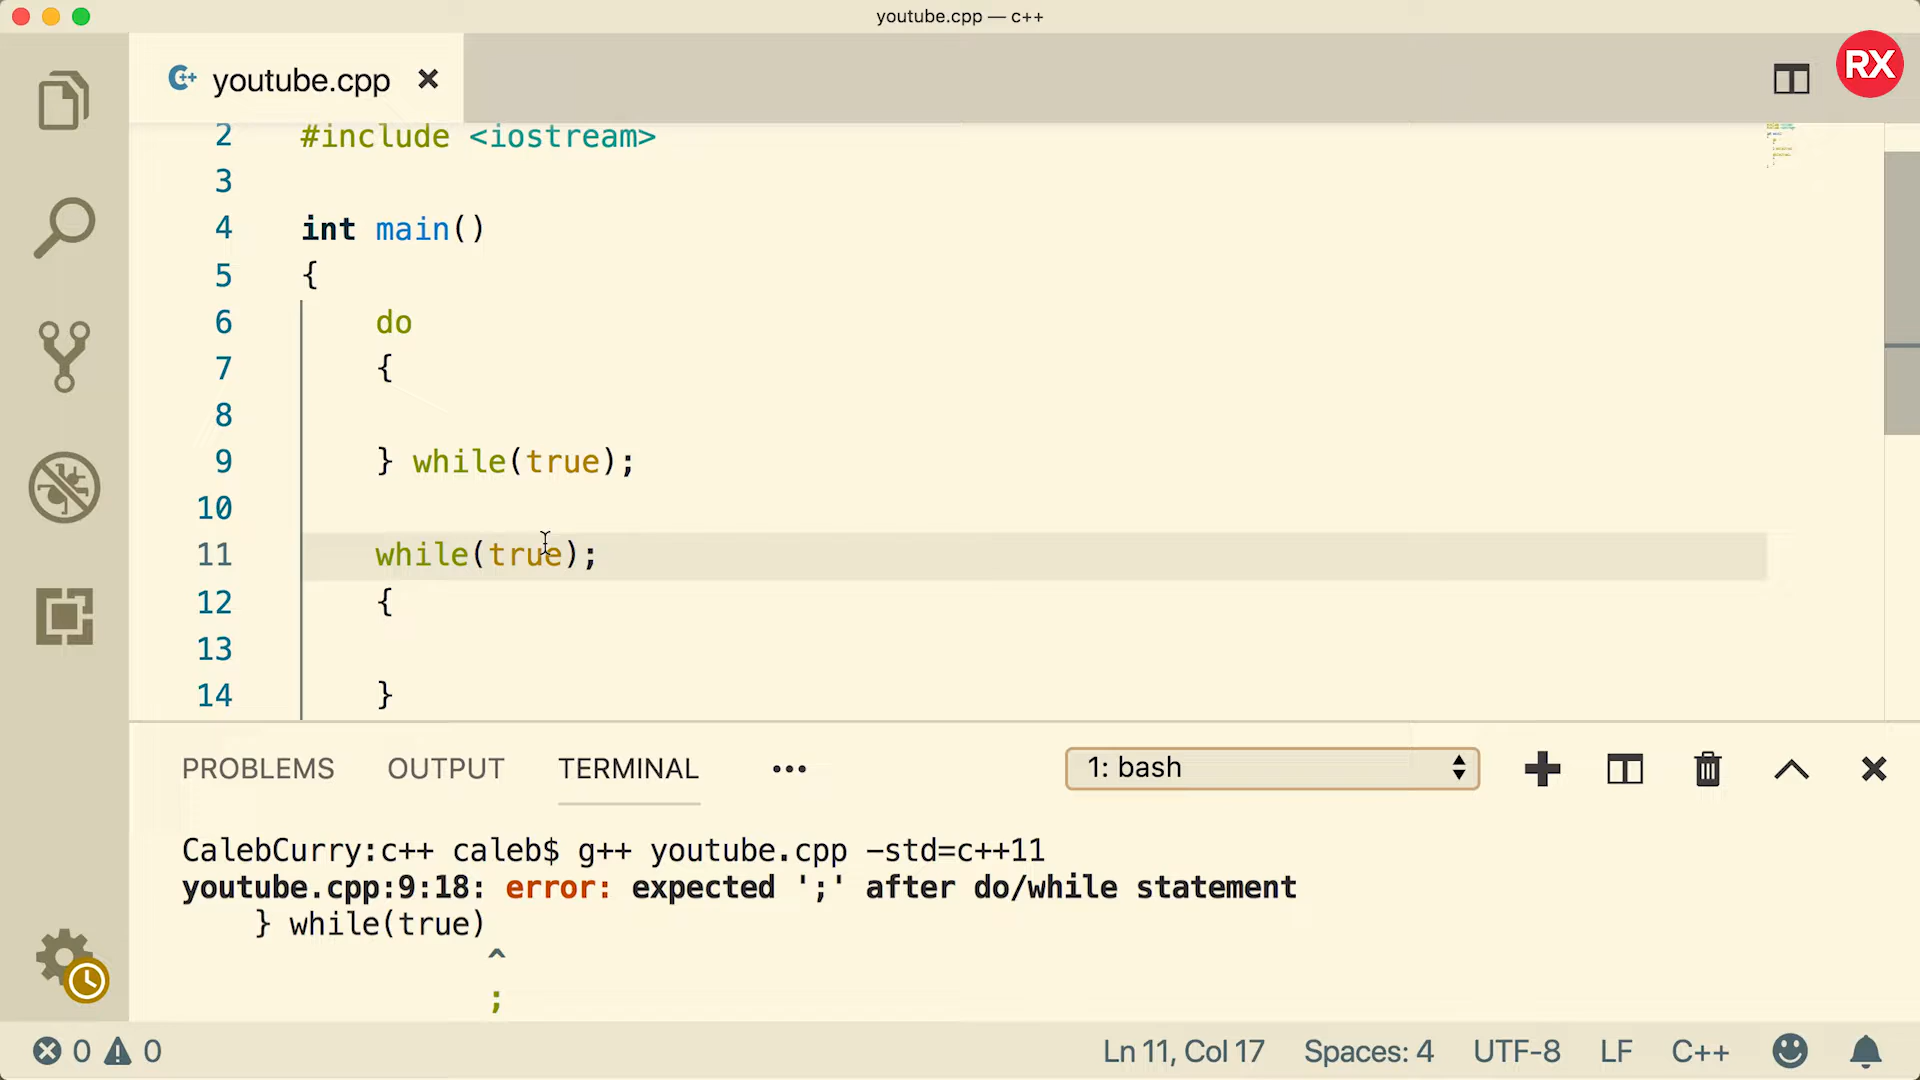 youtube.cpp — c++
youtube.cpp
RX
2 #include <iostream>
3
4 int main()
5 {
6 do
7 {
8
9 } while(true);
10
11 while(true);
12 {
13
14 }
PROBLEMS OUTPUT TERMINAL ••• 1: bash
CalebCurry:c++ caleb$ g++ youtube.cpp -std=c++11
youtube.cpp:9:18: error: expected ';' after do/while statement
} while(true)
^
;
0 0 Ln 11, Col 17 Spaces: 4 UTF-8 LF C++